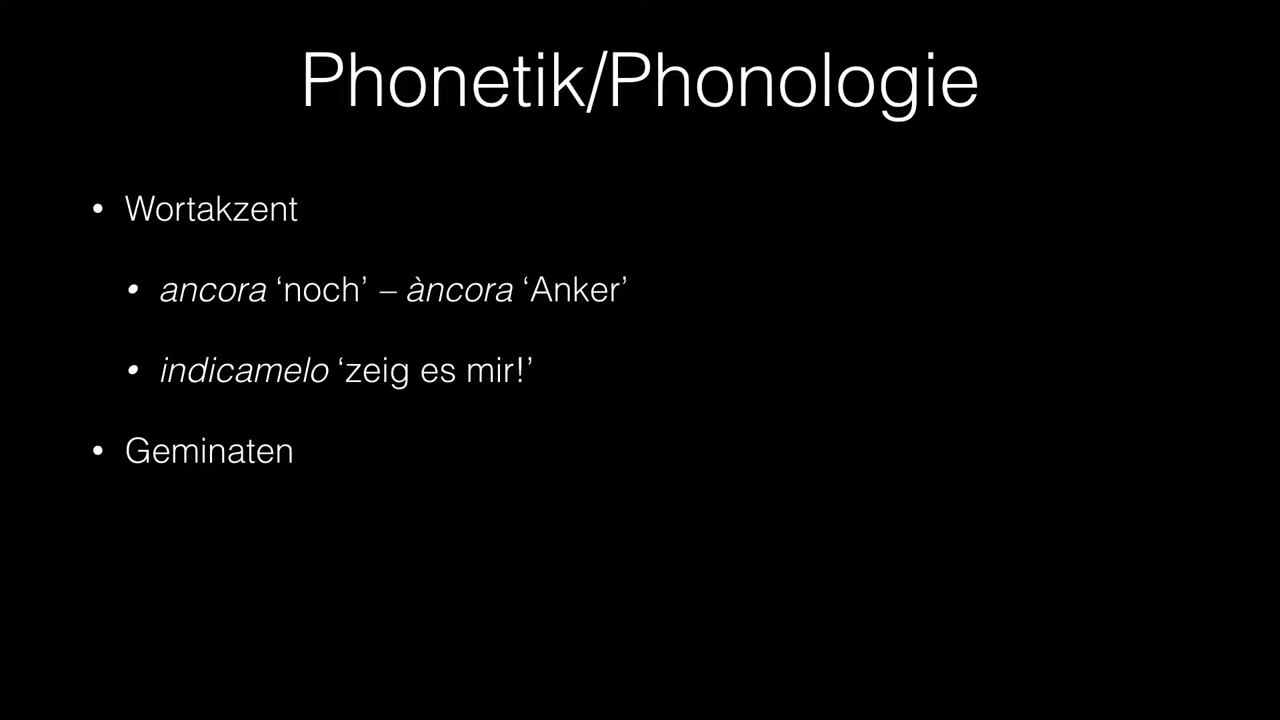 Phonetik/Phonologie
• Wortakzent
• ancora ‘noch’ – àncora ‘Anker’
• indicamelo ‘zeig es mir!’
• Geminaten